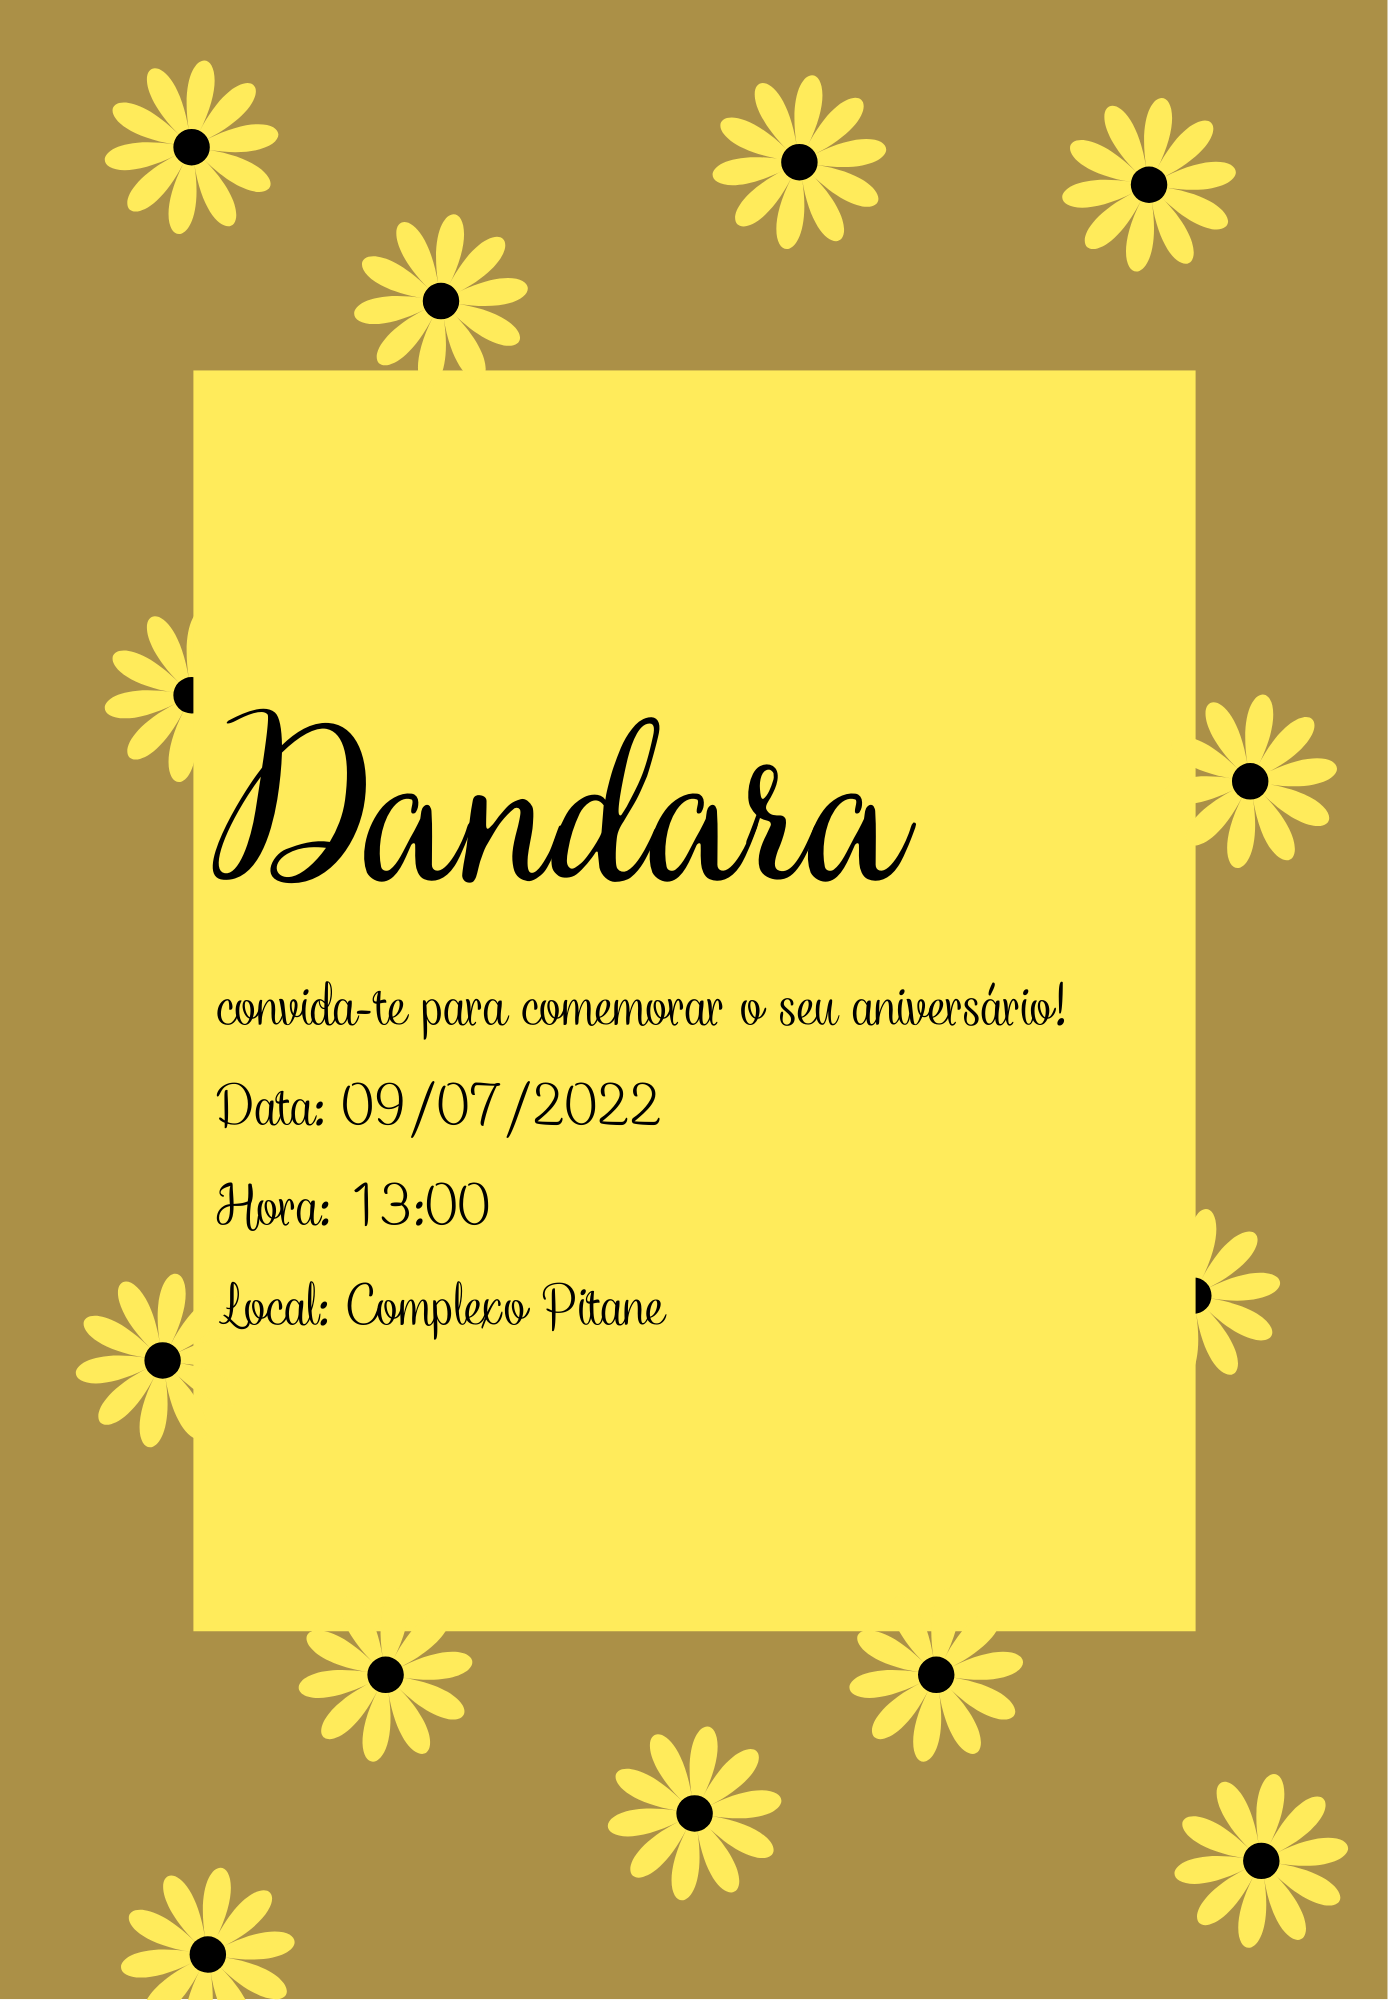 Dandara
convida-te para comemorar o seu aniversário!
Data: 09/07/2022
Hora: 13:00
Local: Complexo Pitane